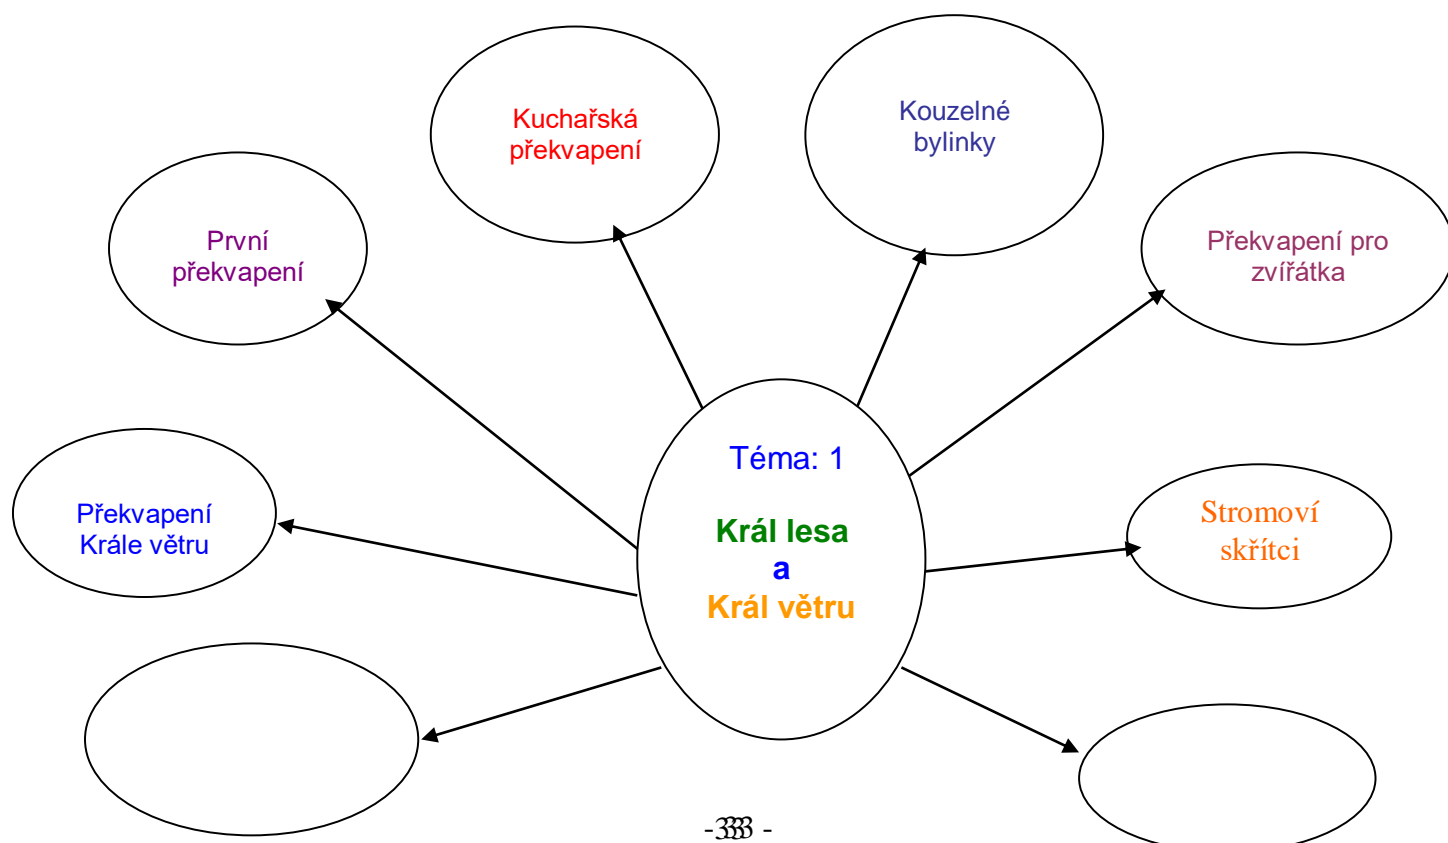 Kuchařská
překvapení
Kouzelné
bylinky
První
překvapení
Překvapení pro
zvířátka
Téma: 1
Král lesa
a
Král větru
Překvapení
Krále větru
Stromoví
skřítci